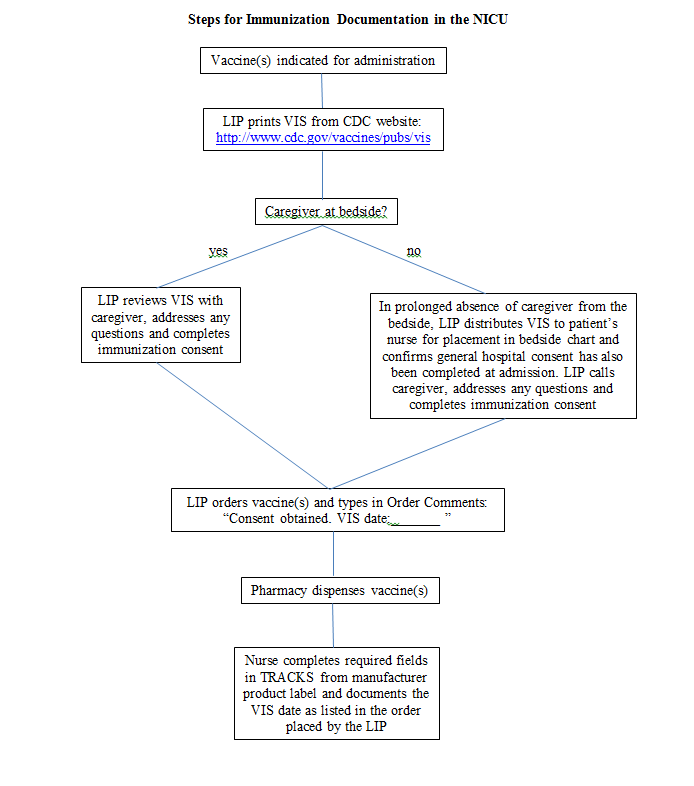 Steps for Immunization Documentation in the NICU
Vaccine(s) indicated for administration
LIP prints VIS from CDC website:
http://www.cdc.gov/vaccines/pubs/vis
Caregiver at bedside?
yes
no
LIP reviews VIS with
caregiver, addresses any
questions and completes
immunization consent
In prolonged absence of caregiver from the
bedside, LIP distributes VIS to patient’s
nurse for placement in bedside chart and
confirms general hospital consent has also
been completed at admission. LIP calls
caregiver, addresses any questions and
completes immunization consent
LIP orders vaccine(s) and types in Order Comments:
“Consent obtained. VIS date:_______ ”
Pharmacy dispenses vaccine(s)
Nurse completes required fields
in TRACKS from manufacturer
product label and documents the
VIS date as listed in the order
placed by the LIP